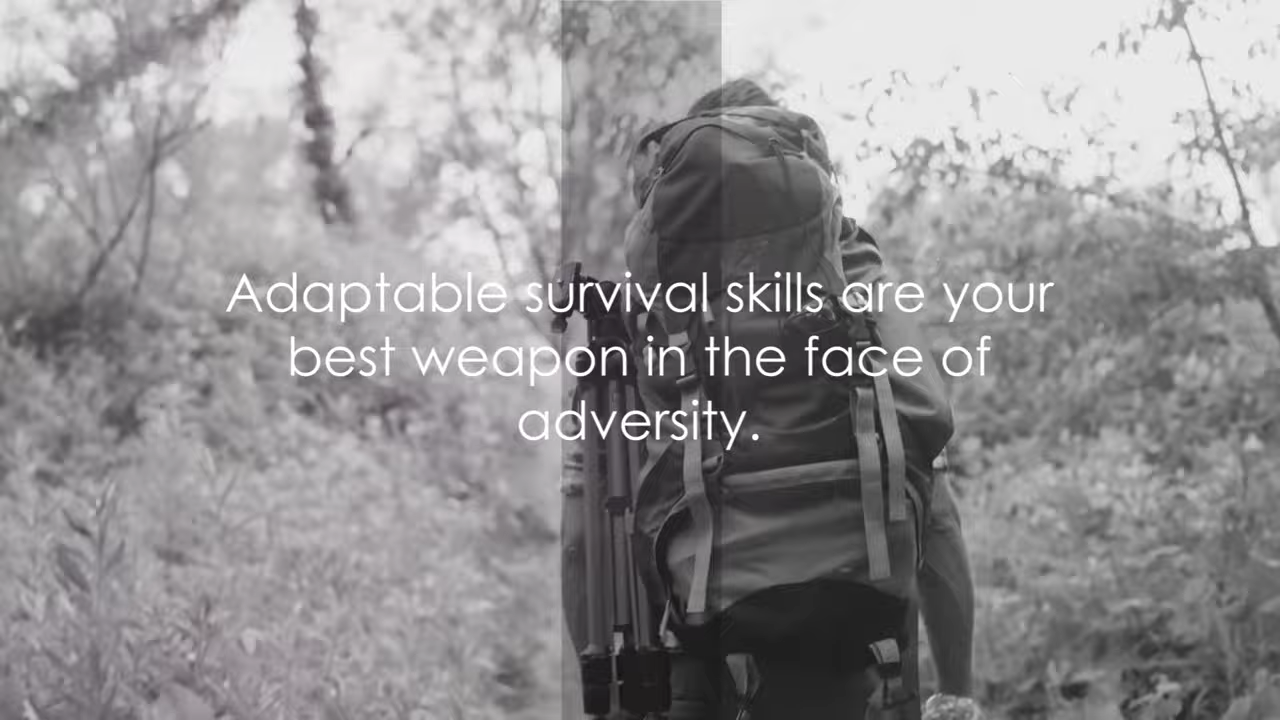 Adaptable survival skills are your
best weapon in the face of
adversity.